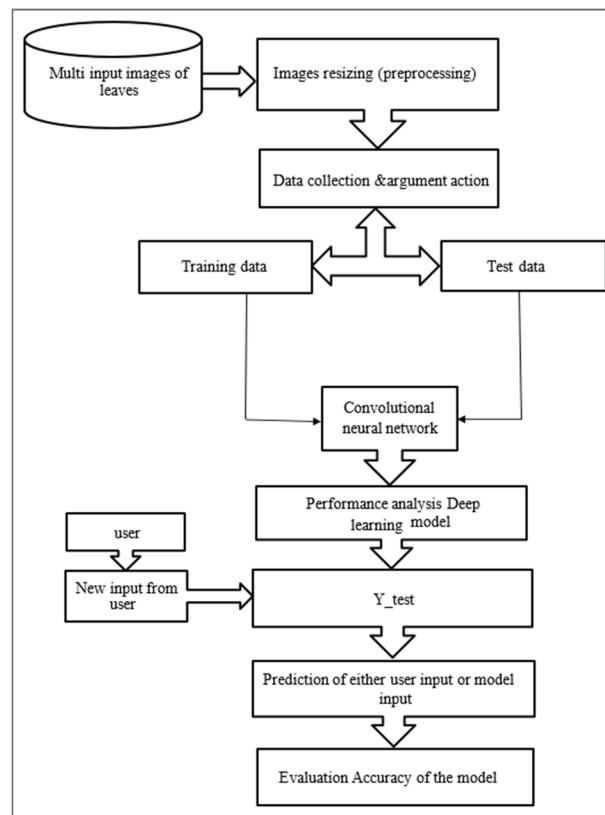 Multi input images of
leaves
Images resizing (preprocessing)
Data collection &argument action
Training data
Test data
Convolutional
neural network
Performance analysis Deep
learning model
user
New input from
user
Y_test
Prediction of either user input or model
input
Evaluation Accuracy of the model